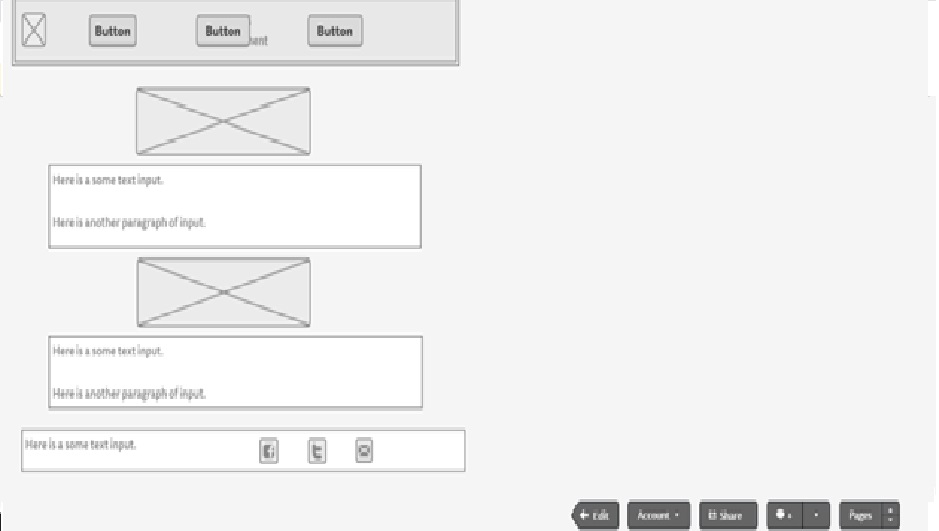 Button
Button
Button
Here is a some text input.
Here is another paragraph of input.
Here is a some text input.
Here is another paragraph of input.
Here is a some text input.
Edit
Account
Share
Pages